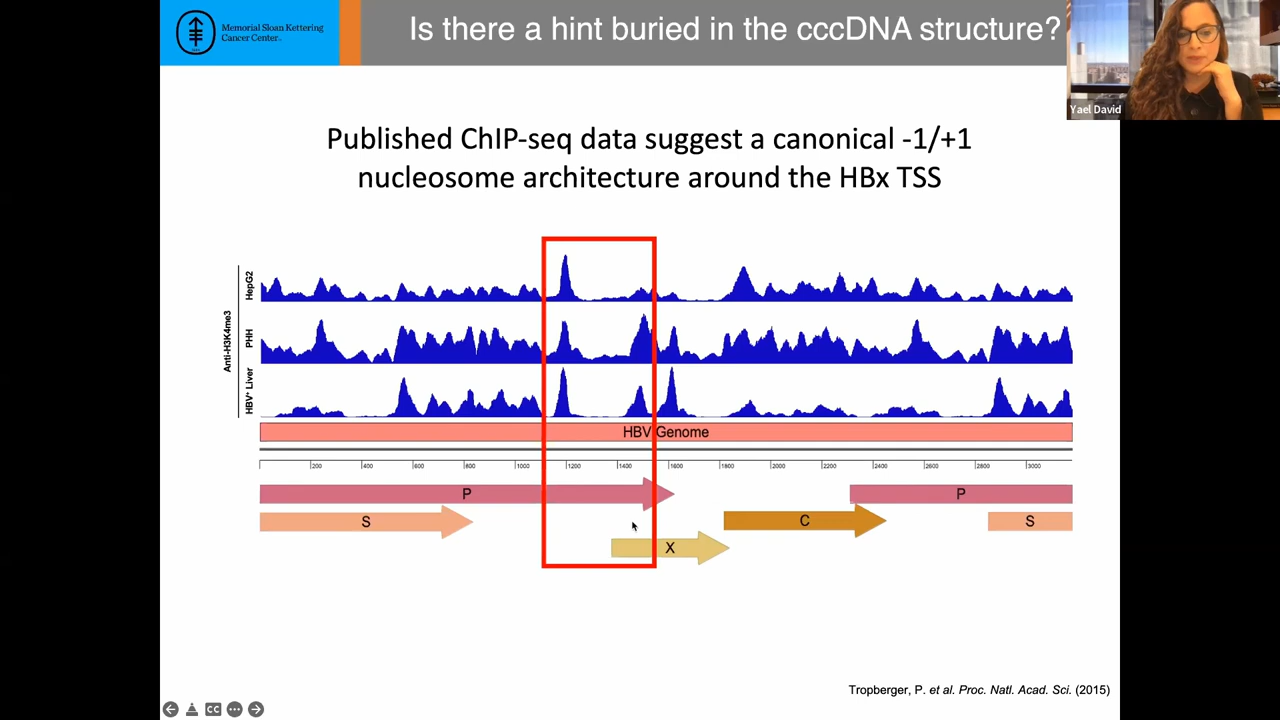 Memorial Sloan Kettering
Cancer Center
Is there a hint buried in the cccDNA structure?
Yael David
Published ChIP-seq data suggest a canonical -1/+1
nucleosome architecture around the HBx TSS
Anti-H3K4me3
HepG2
PHH
HBV+ Liver
HBV Genome
200
400
600
800
1000
1200
1400
1600
1800
2000
2200
2400
2600
2800
3000
P
P
S
C
S
X
Tropberger, P. et al. Proc. Natl. Acad. Sci. (2015)
CC